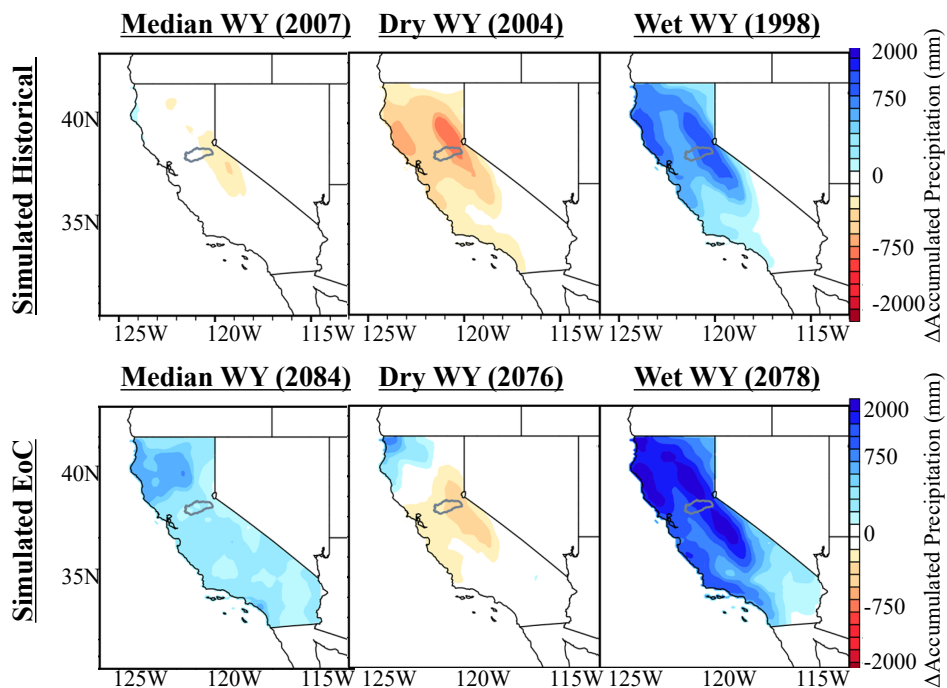 Median WY (2007) Dry WY (2004) Wet WY (1998)
Simulated Historical
40N
35N
125W 120W 115W 125W 120W 115W 125W 120W 115W
2000
750
0
-750
-2000
ΔAccumulated Precipitation (mm)
Median WY (2084) Dry WY (2076) Wet WY (2078)
Simulated EoC
40N
35N
125W 120W 115W 125W 120W 115W 125W 120W 115W
2000
750
0
-750
-2000
ΔAccumulated Precipitation (mm)